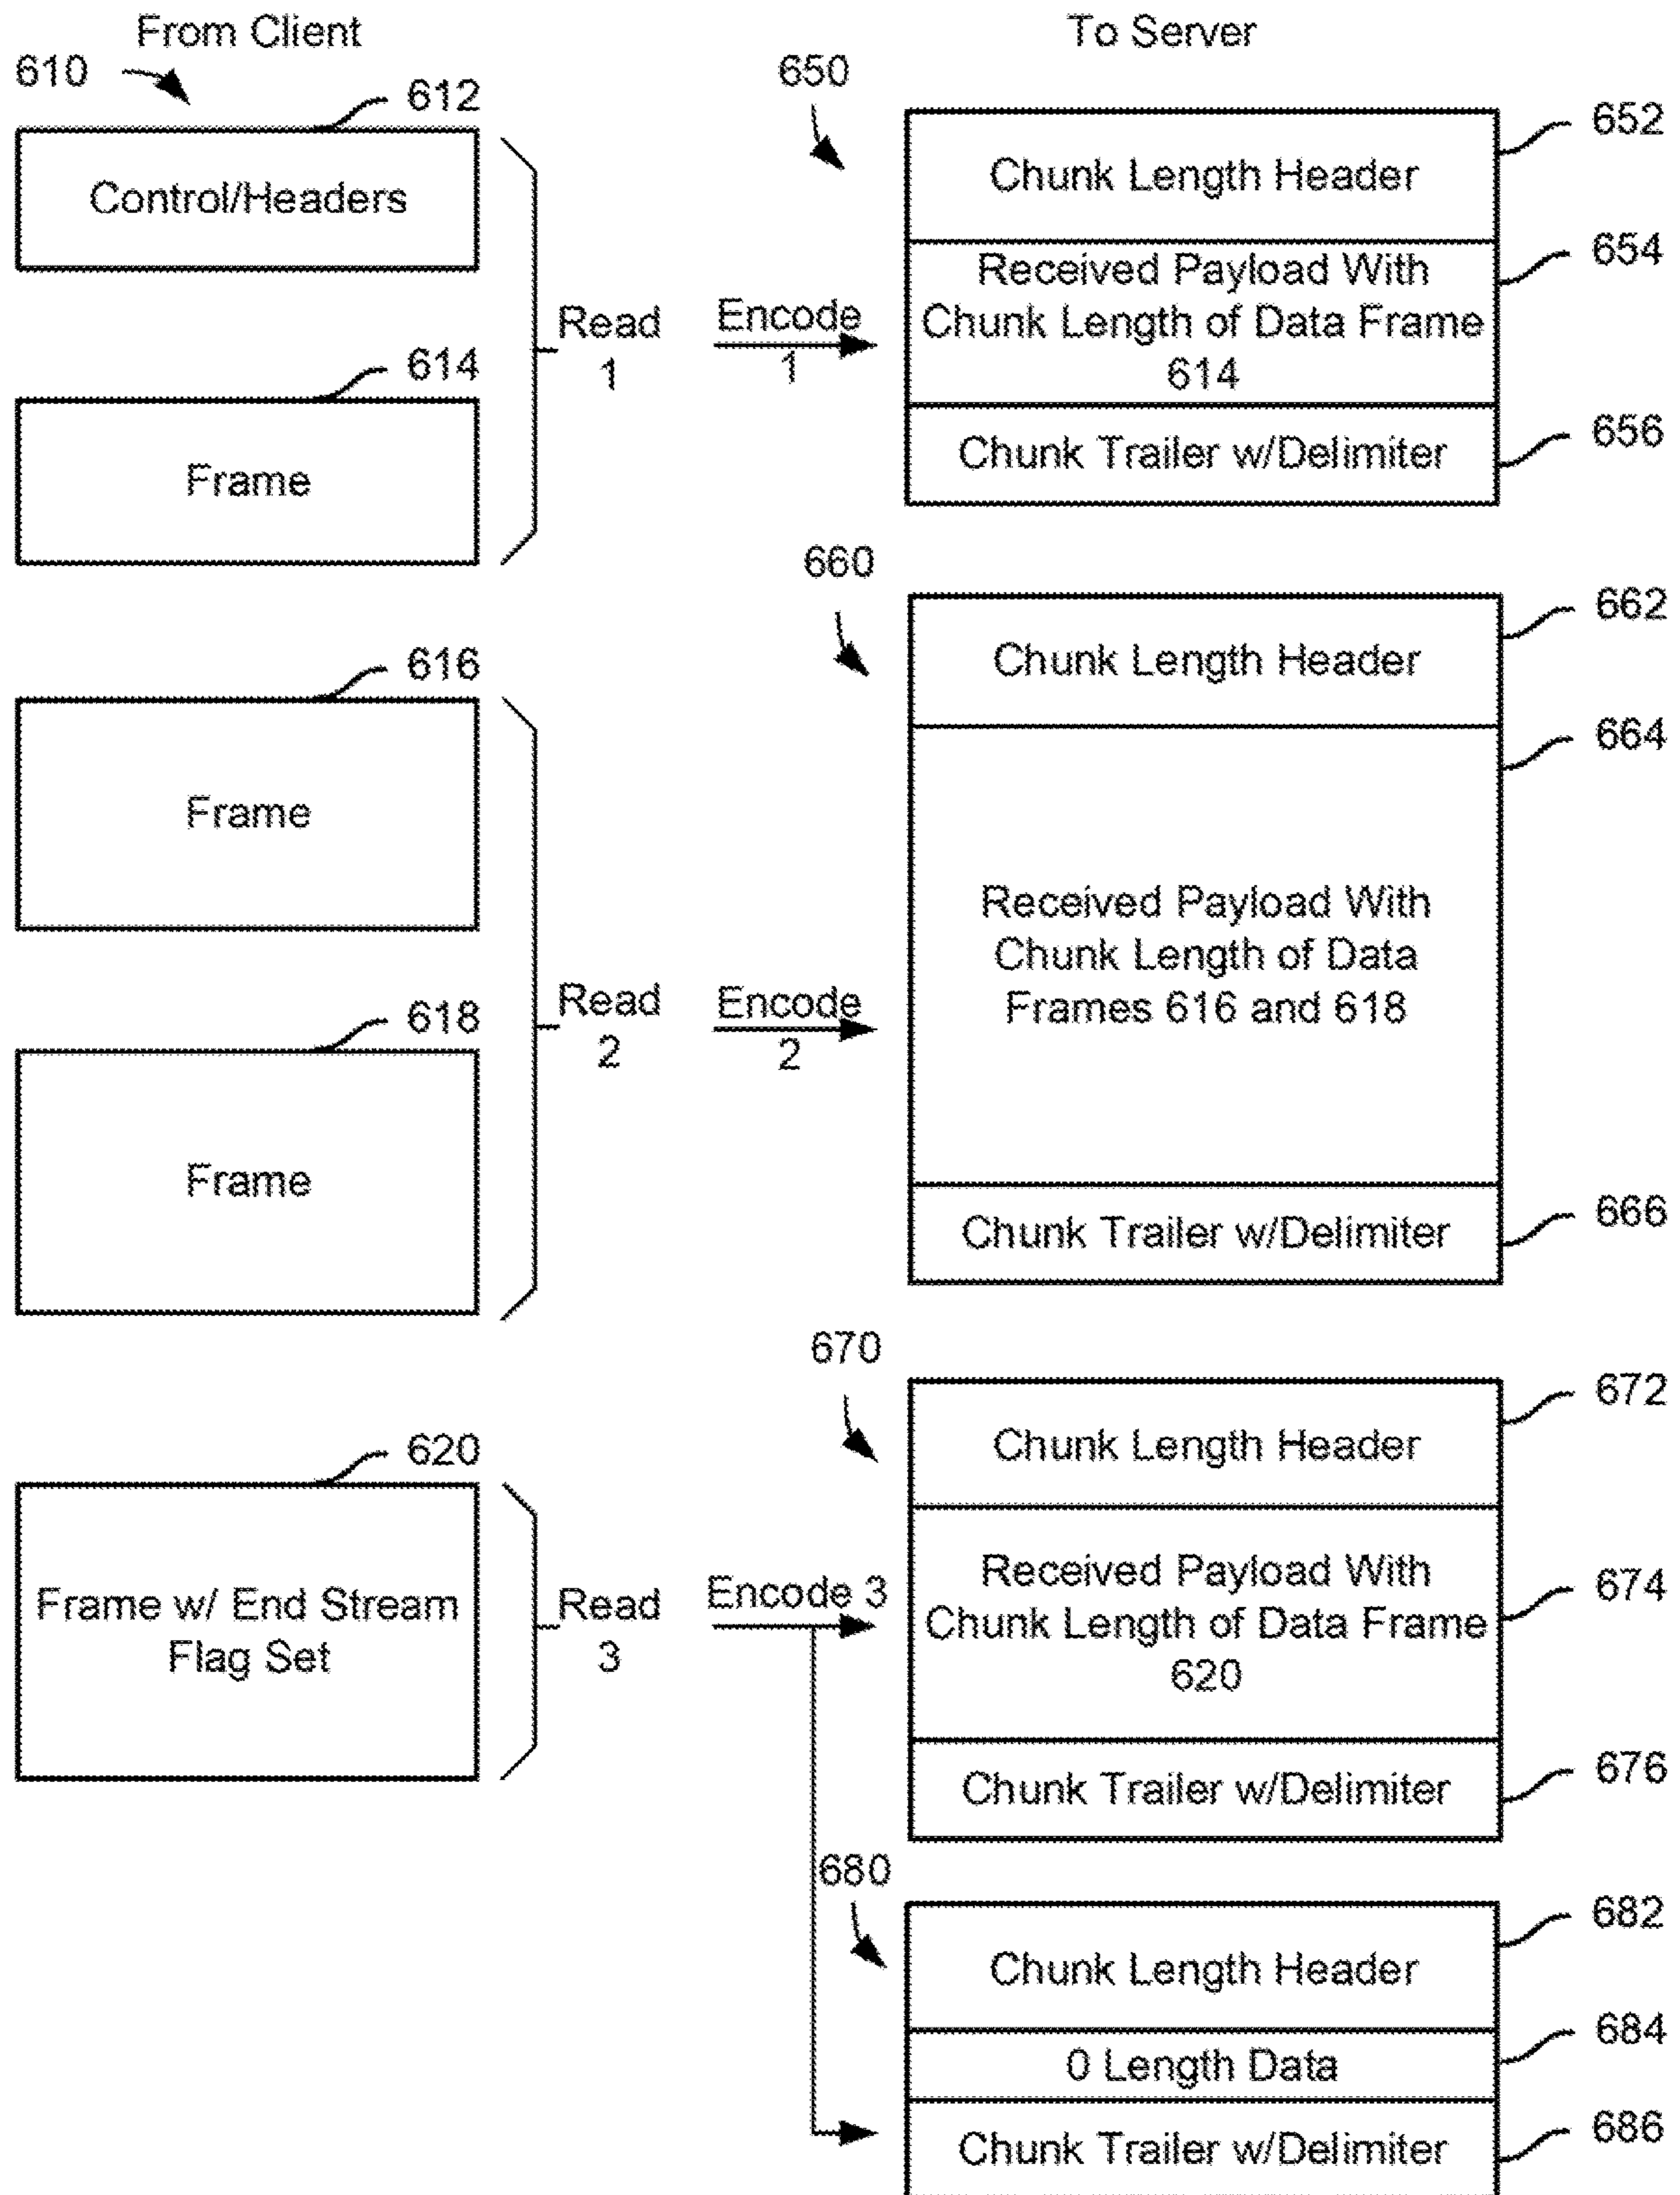 From Client
To Server
610
612
650
652
Control/Headers
Chunk Length Header
654
Received Payload With
Chunk Length of Data Frame
614
Read
1
Encode
1
614
Frame
656
Chunk Trailer w/Delimiter
660
662
616
Chunk Length Header
664
Frame
Received Payload With
Chunk Length of Data
Frames 616 and 618
Read
2
Encode
2
618
Frame
666
Chunk Trailer w/Delimiter
670
672
620
Chunk Length Header
Frame w/ End Stream
Flag Set
Read
3
Encode 3
Received Payload With
Chunk Length of Data Frame
620
674
676
Chunk Trailer w/Delimiter
680
682
Chunk Length Header
684
0 Length Data
686
Chunk Trailer w/Delimiter